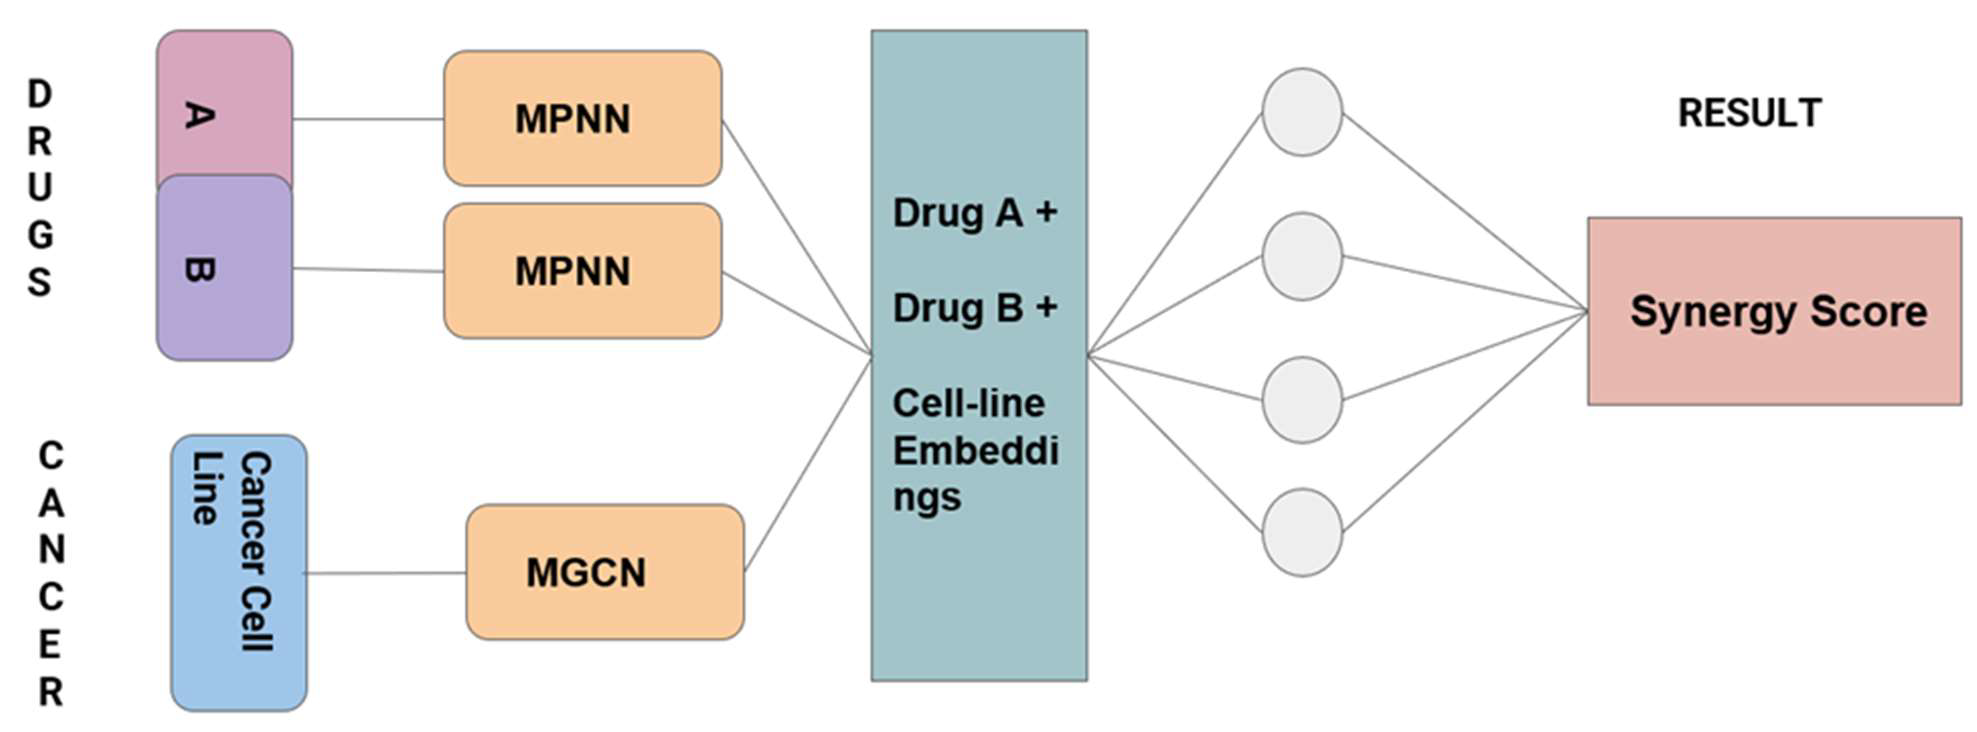 DRUGS
A
MPNN
B
MPNN
CANCER
Cancer Cell
Line
MGCN
Drug A +
Drug B +
Cell-line
Embeddi
ngs
RESULT
Synergy Score